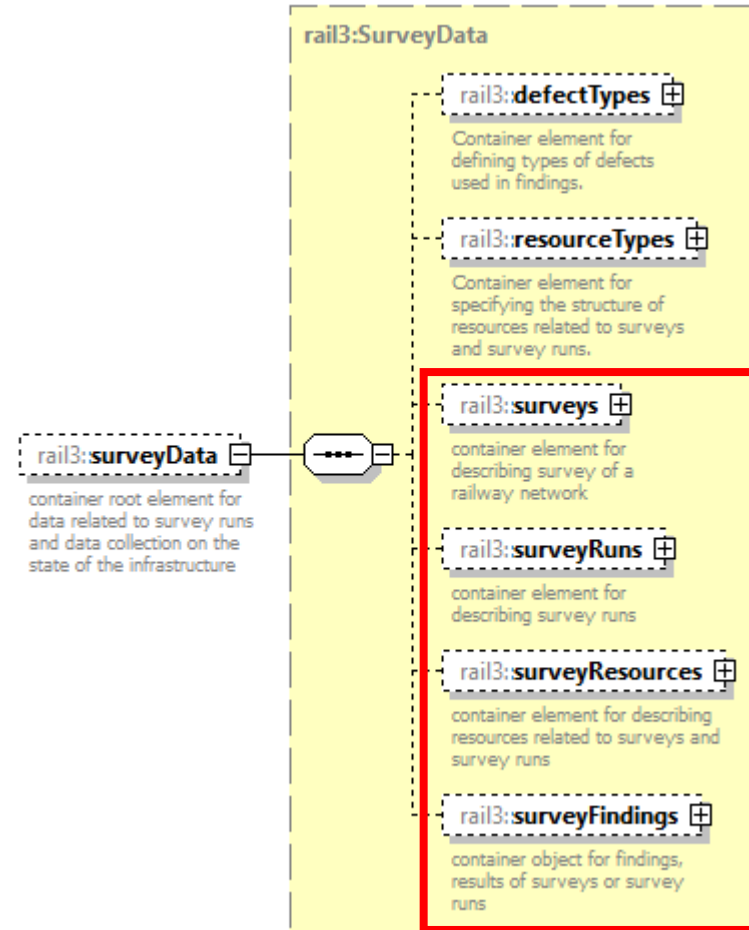 rail3:SurveyData
rail3:defectTypes
Container element for
defining types of defects
used in findings.
rail3:resourceTypes
Container element for
specifying the structure of
resources related to surveys
and survey runs.
rail3:surveys
container element for
describing survey of a
railway network
rail3:surveyData
container root element for
data related to survey runs
and data collection on the
state of the infrastructure
rail3:surveyRuns
container element for
describing survey runs
rail3:surveyResources
container element for describing
resources related to surveys and
survey runs
rail3:surveyFindings
container object for findings,
results of surveys or survey
runs